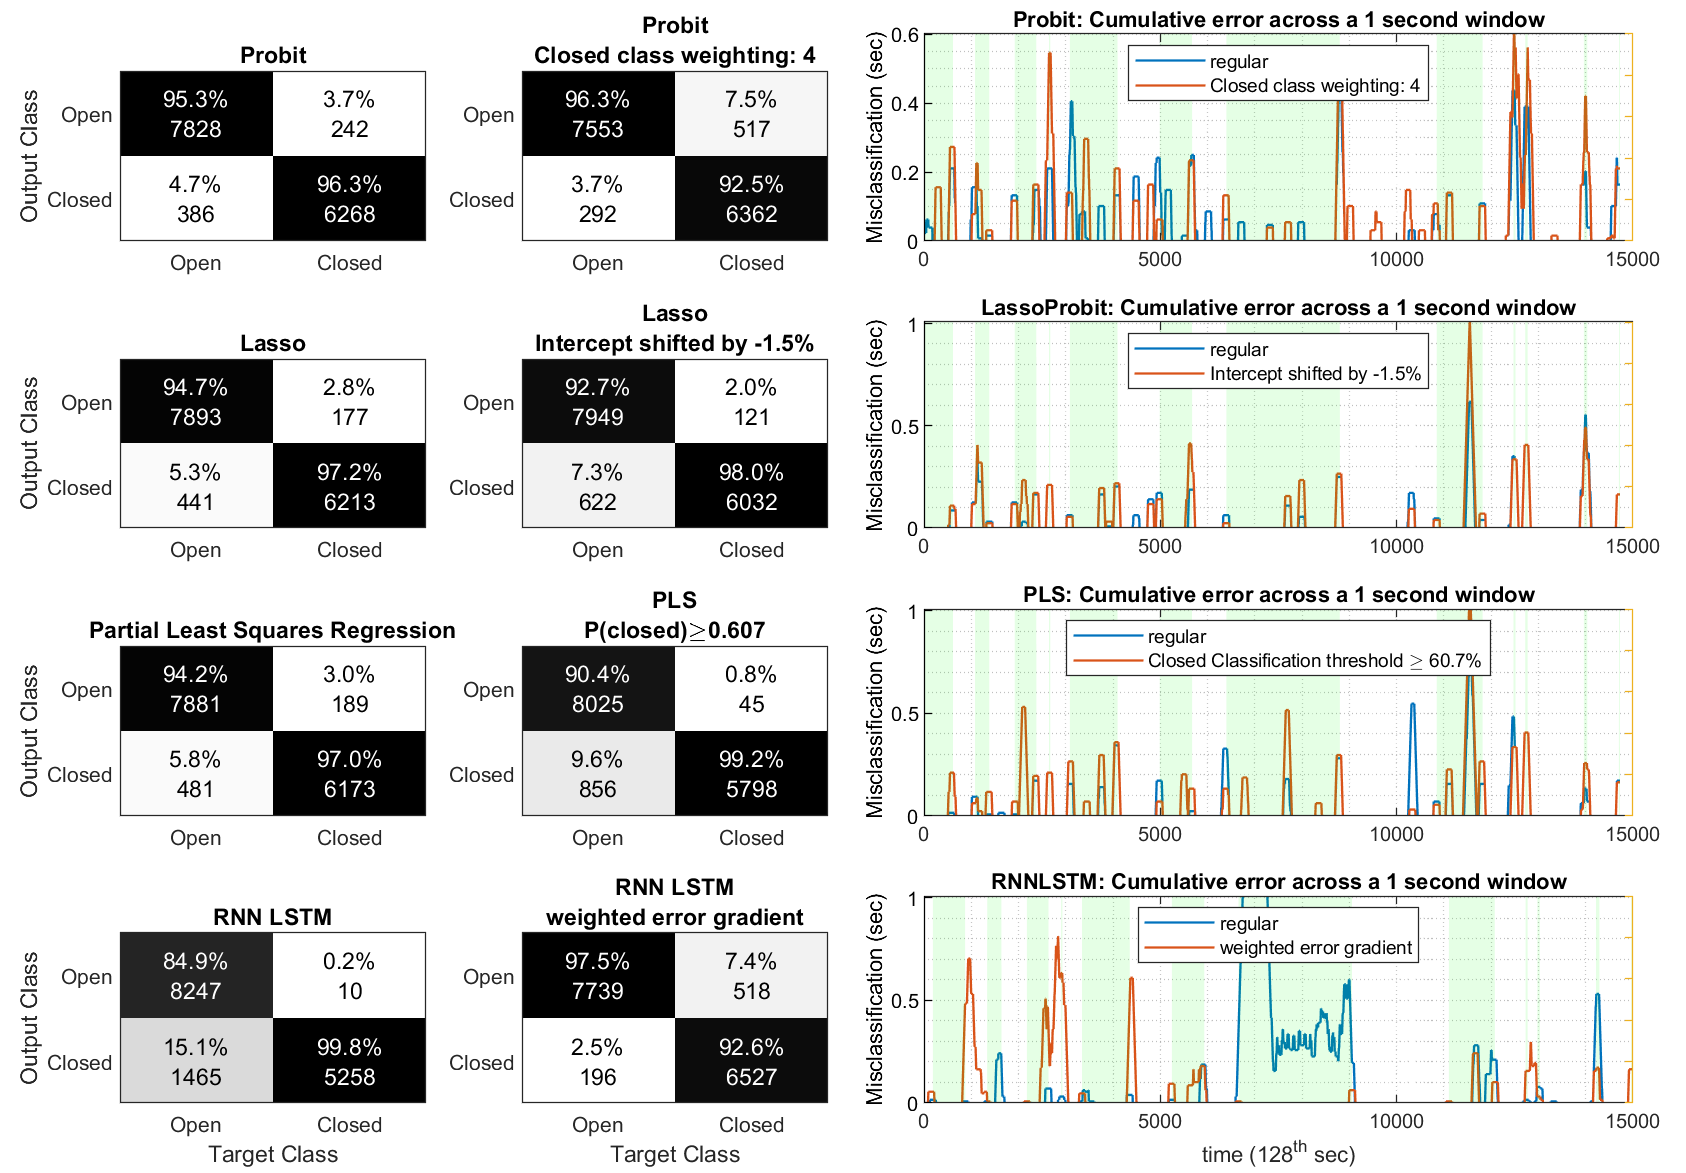 Probit
Output Class
Open
Closed
95.3%
7828
3.7%
242
4.7%
386
96.3%
6268
Open
Closed
Probit
Closed class weighting: 4
Open
Closed
96.3%
7553
7.5%
517
3.7%
292
92.5%
6362
Open
Closed
Probit: Cumulative error across a 1 second window
Misclassification (sec)
0.6
0.4
0.2
0
regular
Closed class weighting: 4
0
5000
10000
15000
Lasso
Output Class
Open
Closed
94.7%
7893
2.8%
177
5.3%
441
97.2%
6213
Open
Closed
Lasso
Intercept shifted by -1.5%
Open
Closed
92.7%
7949
2.0%
121
7.3%
622
98.0%
6032
Open
Closed
LassoProbit: Cumulative error across a 1 second window
Misclassification (sec)
1
0.5
0
regular
Intercept shifted by -1.5%
0
5000
10000
15000
Partial Least Squares Regression
Output Class
Open
Closed
94.2%
7881
3.0%
189
5.8%
481
97.0%
6173
Open
Closed
PLS
P(closed)≥0.607
Open
Closed
90.4%
8025
0.8%
45
9.6%
856
99.2%
5798
Open
Closed
PLS: Cumulative error across a 1 second window
Misclassification (sec)
1
0.5
0
regular
Closed Classification threshold ≥ 60.7%
0
5000
10000
15000
RNN LSTM
Output Class
Open
Closed
84.9%
8247
0.2%
10
15.1%
1465
99.8%
5258
Open
Closed
Target Class
RNN LSTM
weighted error gradient
Open
Closed
97.5%
7739
7.4%
518
2.5%
196
92.6%
6527
Open
Closed
Target Class
RNNLSTM: Cumulative error across a 1 second window
Misclassification (sec)
1
0.5
0
regular
weighted error gradient
0
5000
10000
15000
time (128th sec)